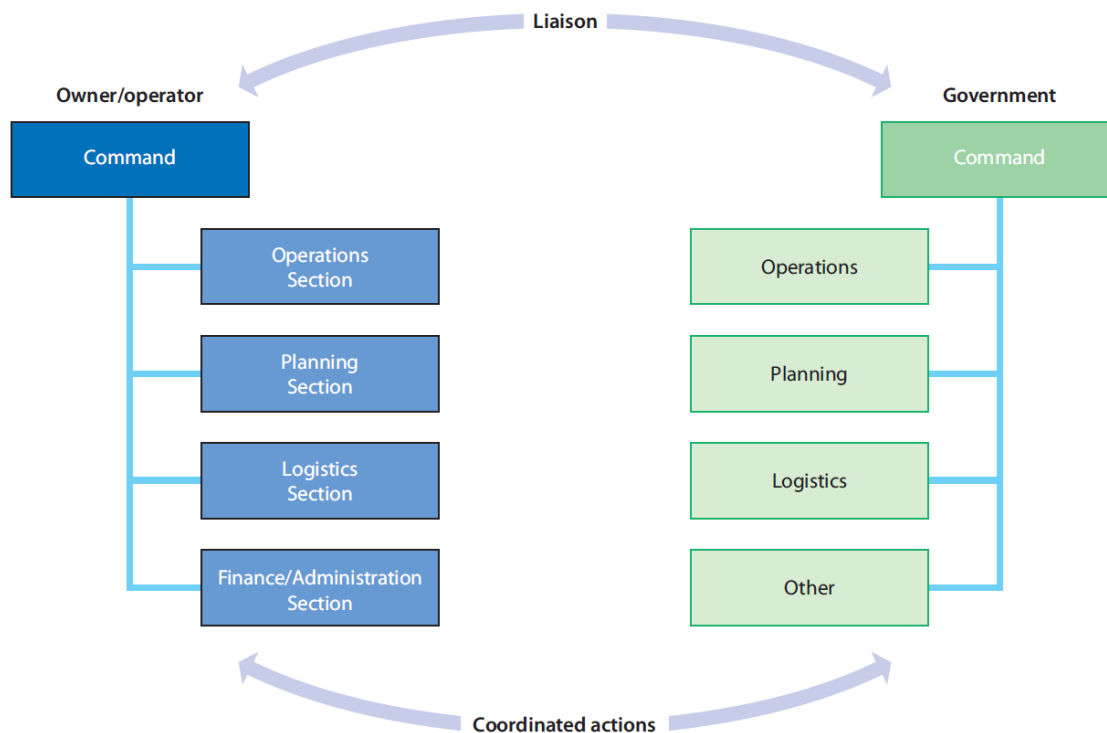 Liaison
Owner/operator
Government
Command
Command
Operations
Section
Operations
Planning
Section
Planning
Logistics
Section
Logistics
Finance/Administration
Section
Other
Coordinated actions